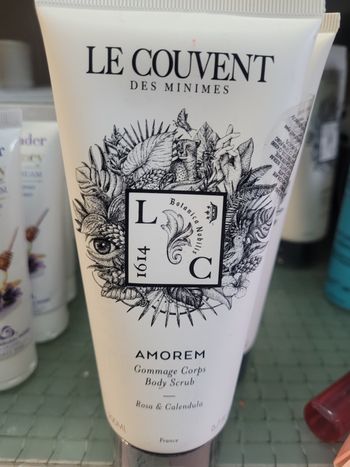 LE COUVENT
DES MINIMES
L
Botanica Nobilis
1614
C
AMOREM
Gommage Corps
Body Scrub
Rosa & Calendula
France